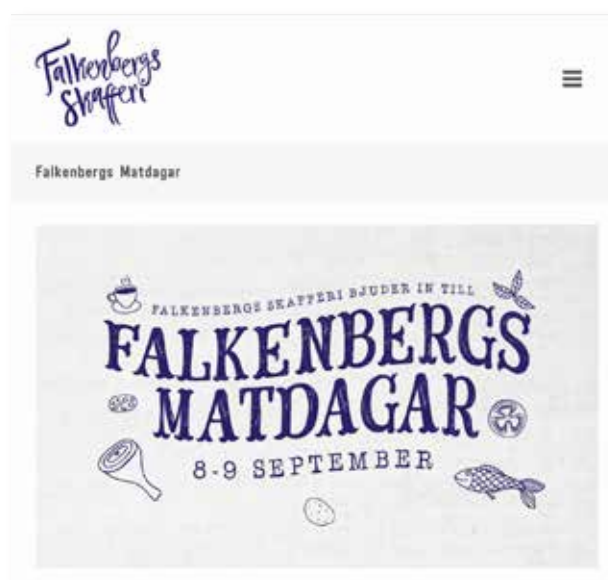 Falkenbergs
Skafferi
Falkenbergs Matdagar
FALKENBERGS SKAFFERI BJUDER IN TILL
FALKENBERGS
MATDAGAR
8-9 SEPTEMBER